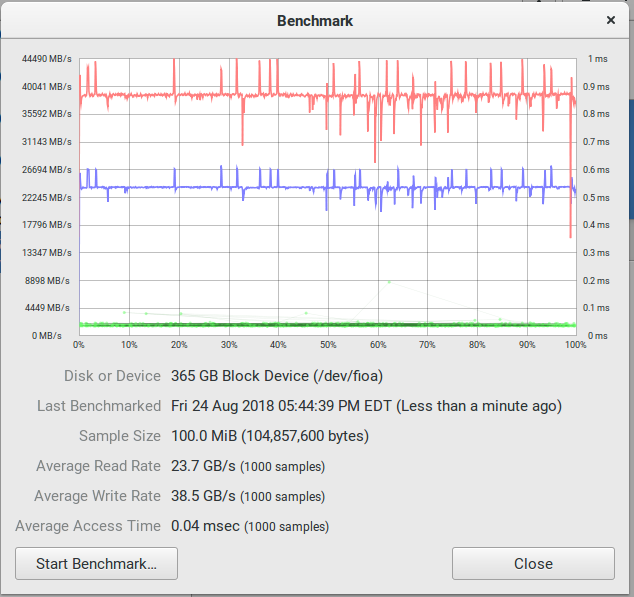 Benchmark
×
44490 MB/s
40041 MB/s
35592 MB/s
31143 MB/s
26694 MB/s
22245 MB/s
17796 MB/s
13347 MB/s
8898 MB/s
4449 MB/s
0 MB/s
1 ms
0.9 ms
0.8 ms
0.7 ms
0.6 ms
0.5 ms
0.4 ms
0.3 ms
0.2 ms
0.1 ms
0 ms
0% 10% 20% 30% 40% 50% 60% 70% 80% 90% 100%
Disk or Device 365 GB Block Device (/dev/fioa)
Last Benchmarked Fri 24 Aug 2018 05:44:39 PM EDT (Less than a minute ago)
Sample Size 100.0 MiB (104,857,600 bytes)
Average Read Rate 23.7 GB/s (1000 samples)
Average Write Rate 38.5 GB/s (1000 samples)
Average Access Time 0.04 msec (1000 samples)
Start Benchmark... Close